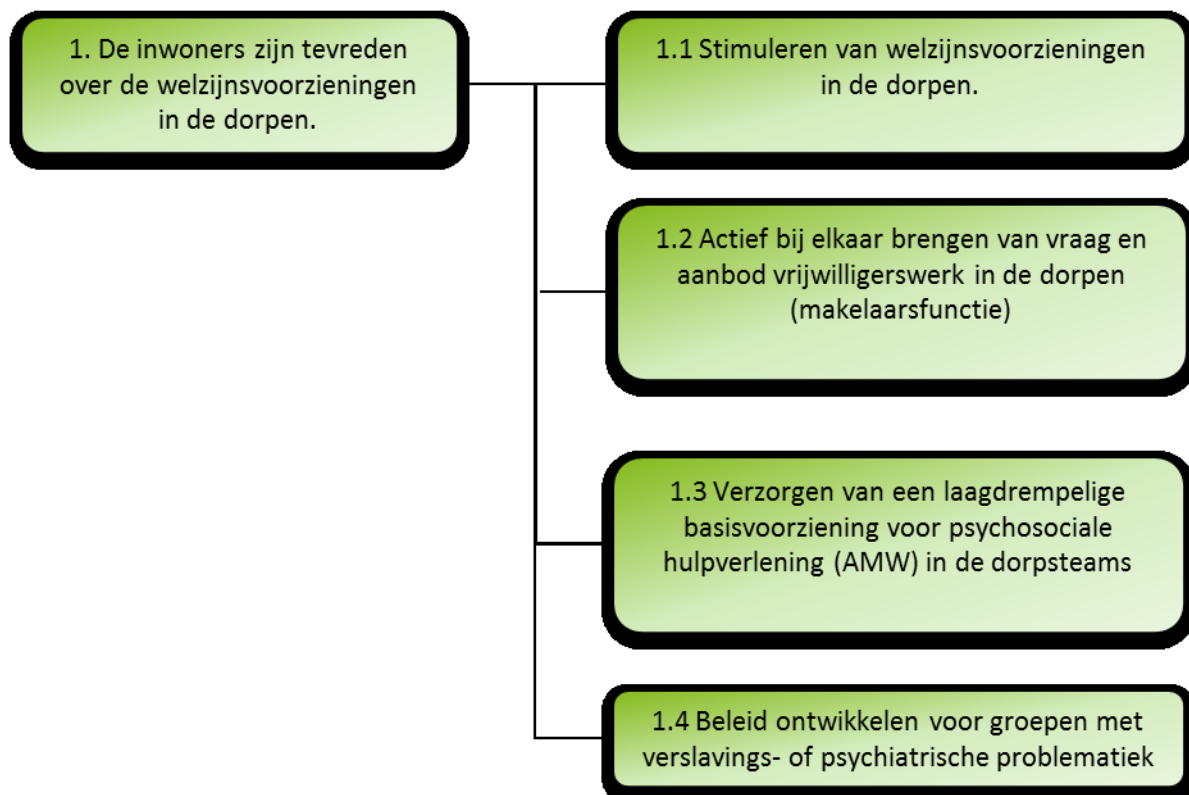 1. De inwoners zijn tevreden
over de welzijnsvoorzieningen
in de dorpen.
1.1 Stimuleren van welzijnsvoorzieningen
in de dorpen.
1.2 Actief bij elkaar brengen van vraag en
aanbod vrijwilligerswerk in de dorpen
(makelaarsfunctie)
1.3 Verzorgen van een laagdrempelige
basisvoorziening voor psychosociale
hulpverlening (AMW) in de dorpsteams
1.4 Beleid ontwikkelen voor groepen met
verslavings- of psychiatrische problematiek